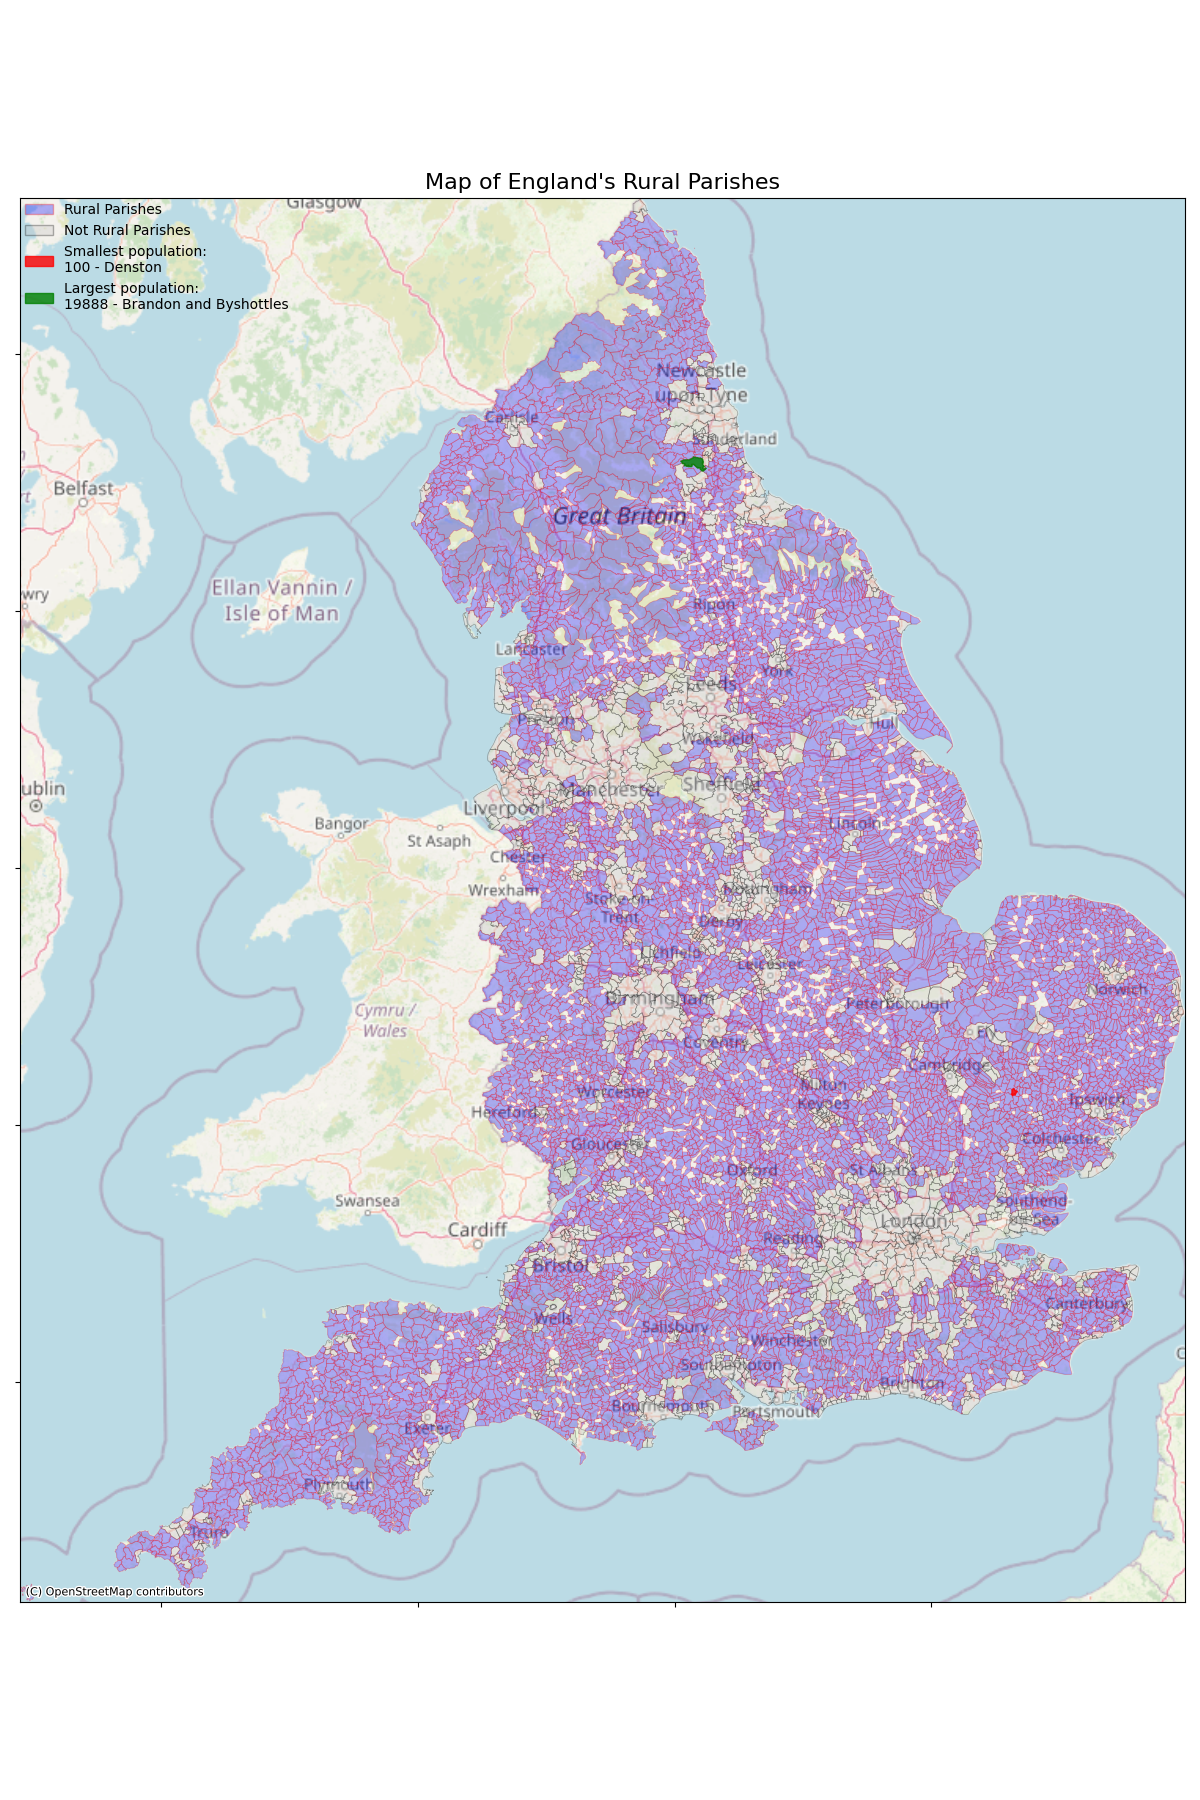 Map of England's Rural Parishes
Rural Parishes
Not Rural Parishes
Smallest population:
100 - Denston
Largest population:
19888 - Brandon and Byshottles
Glasgow
Newcastle
upon Tyne
Carlisle
Sunderland
Belfast
Great Britain
Ellan Vannin /
Isle of Man
wry
Ripon
Lancaster
York
Leeds
Preston
Hull
Wakefield
ublin
Manchester
Sheffield
Liverpool
Bangor
Lincoln
St Asaph
Chester
Wrexham
Nottingham
Stoke-on-
Trent
Derby
Lichfield
Leicester
Norwich
Birmingham
Peterborough
Cymru /
Wales
Ely
Coventry
Cambridge
Worcester
Milton
Keynes
Ipswich
Hereford
Colchester
Gloucester
Oxford
St Albans
Swansea
Southend-
on-Sea
London
Cardiff
Reading
Bristol
Canterbury
Wells
Salisbury
Winchester
Southampton
Brighton
Bournemouth
Portsmouth
Exeter
Plymouth
Truro
(C) OpenStreetMap contributors